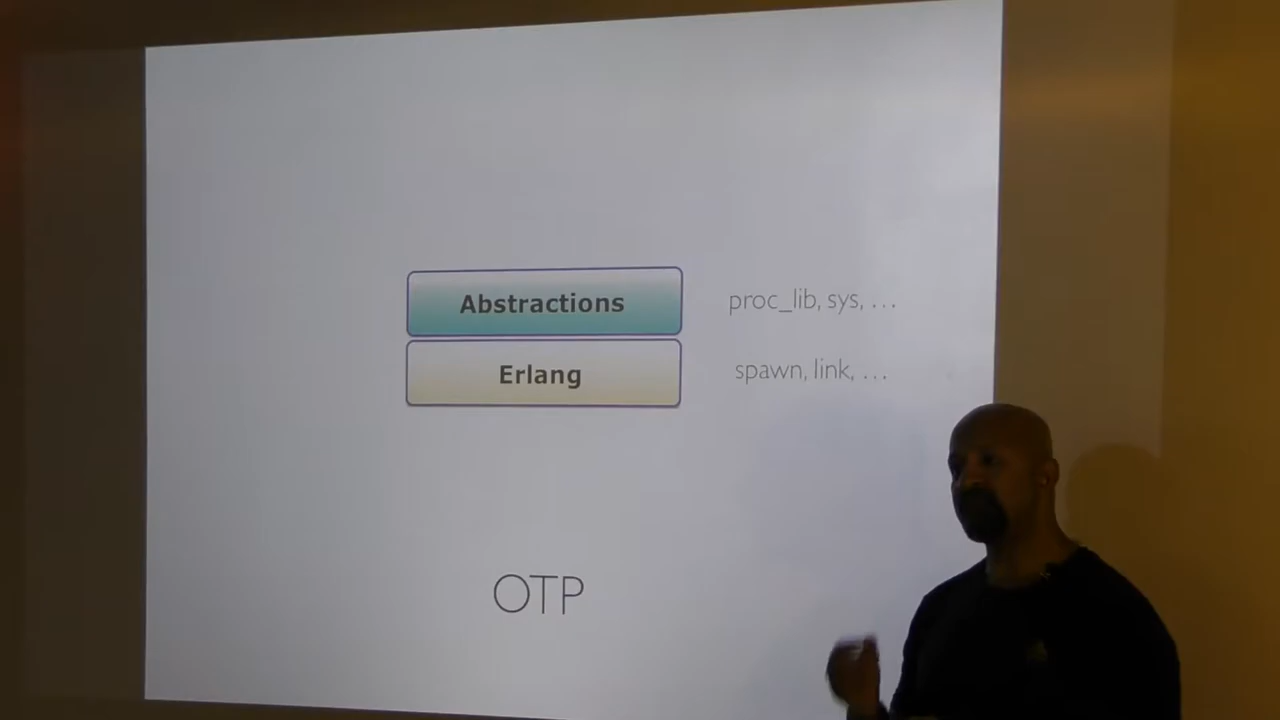 Abstractions
proc_lib, sys, …
Erlang
spawn, link, …
OTP